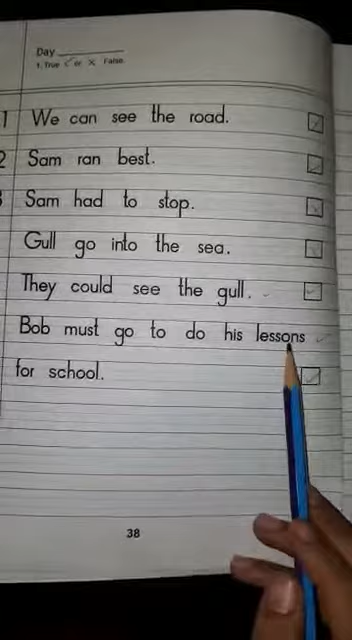 Day
1. True ✓ or × False.
1 We can see the road.
2 Sam ran best.
3 Sam had to stop.
Gull go into the sea.
They could see the gull.
Bob must go to do his lessons
for school.
38